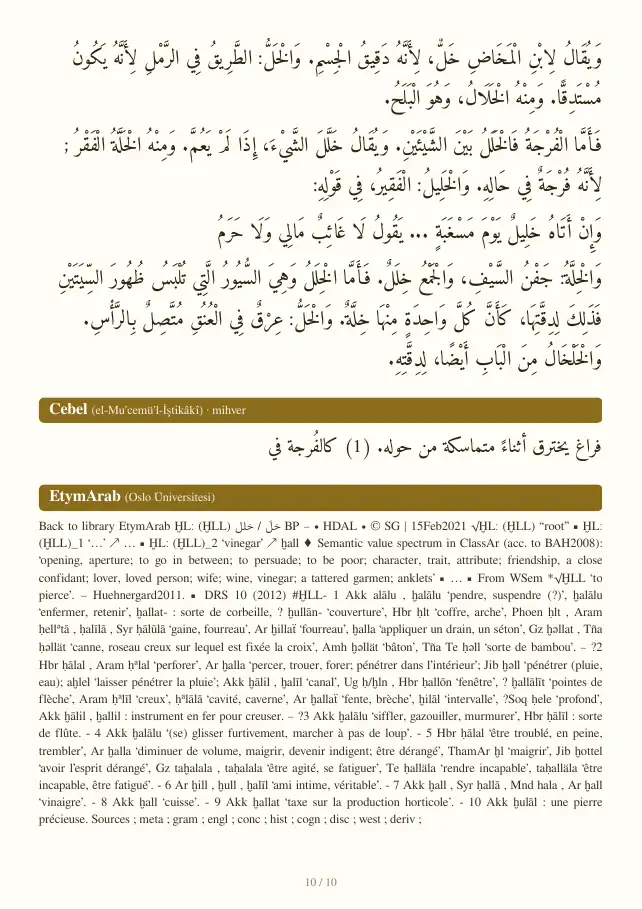 وَيُقَالُ لِابْنِ الْمَخَاضِ خَلٌّ، لِأَنَّهُ دَقِيقُ الْجِسْمِ. وَالْخَلُّ: الطَّرِيقُ فِي الرَّمْلِ لِأَنَّهُ يَكُونُ
مُسْتَدِقًّا. وَمِنْهُ الْخَلَالُ، وَهُوَ الْبَلَحُ.
فَأَمَّا الْفُرْجَةُ فَالْخَلَلُ بَيْنَ الشَّيْئَيْنِ. وَيُقَالُ خَلَّلَ الشَّيْءَ، إِذَا لَمْ يَعُمَّ. وَمِنْهُ الْخَلَّةُ الْفَقْرُ ;
لِأَنَّهُ فُرْجَةٌ فِي حَالِهِ. وَالْخَلِيلُ: الْفَقِيرُ، فِي قَوْلِهِ:
وَإِنْ أَتَاهُ خَلِيلٌ يَوْمَ مَسْغَبَةٍ ... يَقُولُ لَا غَائِبٌ مَالِي وَلَا حَرَمُ
وَالْخِلَّةُ: جَفْنُ السَّيْفِ، وَالْجَمْعُ خِلَلٌ. فَأَمَّا الْخَلَلُ وَهِيَ السُّيُورُ الَّتِي تُلْبَسُ ظُهُورَ السِّيَتَيْنِ
فَذَلِكَ لِدِقَّتِهَا، كَأَنَّ كُلَّ وَاحِدَةٍ مِنْهَا خِلَّةٌ. وَالْخَلُّ: عِرْقٌ فِي الْعُنُقِ مُتَّصِلٌ بِالرَّأْسِ.
وَالْخَلْخَالُ مِنَ الْبَابِ أَيْضًا، لِدِقَّتِهِ.
Cebel (el-Mu'cemü'l-İştikâkî) · mihver
فراغ يخترق أثناءً متماسكة من حوله. (1) كالفُرجة في
EtymArab (Oslo Üniversitesi)
Back to library EtymArab ḪL: (ḪLL) خلّ / خلل BP – • HDAL • © SG | 15Feb2021 √ḪL: (ḪLL) “root” ▪ ḪL:
(ḪLL)_1 ‘…’ ↗ … ▪ ḪL: (ḪLL)_2 ‘vinegar’ ↗ ḫall ♦ Semantic value spectrum in ClassAr (acc. to BAH2008):
‘opening, aperture; to go in between; to persuade; to be poor; character, trait, attribute; friendship, a close
confidant; lover, loved person; wife; wine, vinegar; a tattered garmen; anklets’ ▪ … ▪ From WSem *√ḪLL ‘to
pierce’. – Huehnergard2011. ▪ DRS 10 (2012) #ḪLL- 1 Akk alālu , ḫalālu ‘pendre, suspendre (?)’, ḫalālu
‘enfermer, retenir’, ḫallat- : sorte de corbeille, ? ḫullān- ‘couverture’, Hbr ḥlt ‘coffre, arche’, Phoen ḥlt , Aram
ḥellᵊtā , ḥalīlā , Syr ḥālūlā ‘gaine, fourreau’, Ar ḫillaï ‘fourreau’, ḫalla ‘appliquer un drain, un séton’, Gz ḫəllat , Tña
ḥəllät ‘canne, roseau creux sur lequel est fixée la croix’, Amh ḥəllät ‘bâton’, Tña Te ḥəll ‘sorte de bambou’. – ?2
Hbr ḥālal , Aram ḥᵃlal ‘perforer’, Ar ḫalla ‘percer, trouer, forer; pénétrer dans l’intérieur’; Jib ḫəll ‘pénétrer (pluie,
eau); aḫlel ‘laisser pénétrer la pluie’; Akk ḫālil , ḫalīl ‘canal’, Ug ḥ/ḫln , Hbr ḥallōn ‘fenêtre’, ? ḫallālīt ‘pointes de
flèche’, Aram ḥᵃlīl ‘creux’, ḥᵃlālā ‘cavité, caverne’, Ar ḫallaï ‘fente, brèche’, ḫilāl ‘intervalle’, ?Soq ḥele ‘profond’,
Akk ḫālil , ḫallil : instrument en fer pour creuser. – ?3 Akk ḫalālu ‘siffler, gazouiller, murmurer’, Hbr ḥālīl : sorte
de flûte. - 4 Akk ḫalālu ‘(se) glisser furtivement, marcher à pas de loup’. - 5 Hbr ḥālal ‘être troublé, en peine,
trembler’, Ar ḫalla ‘diminuer de volume, maigrir, devenir indigent; être dérangé’, ThamAr ḫl ‘maigrir’, Jib ḫottel
‘avoir l’esprit dérangé’, Gz taḫalala , taḥalala ‘être agité, se fatiguer’, Te ḥalläla ‘rendre incapable’, taḥalläla ‘être
incapable, être fatigué’. - 6 Ar ḫill , ḫull , ḫalīl ‘ami intime, véritable’. - 7 Akk ḫall , Syr ḥallā , Mnd hala , Ar ḫall
‘vinaigre’. - 8 Akk ḫall ‘cuisse’. - 9 Akk ḫallat ‘taxe sur la production horticole’. - 10 Akk ḫulāl : une pierre
précieuse. Sources ; meta ; gram ; engl ; conc ; hist ; cogn ; disc ; west ; deriv ;
10 / 10